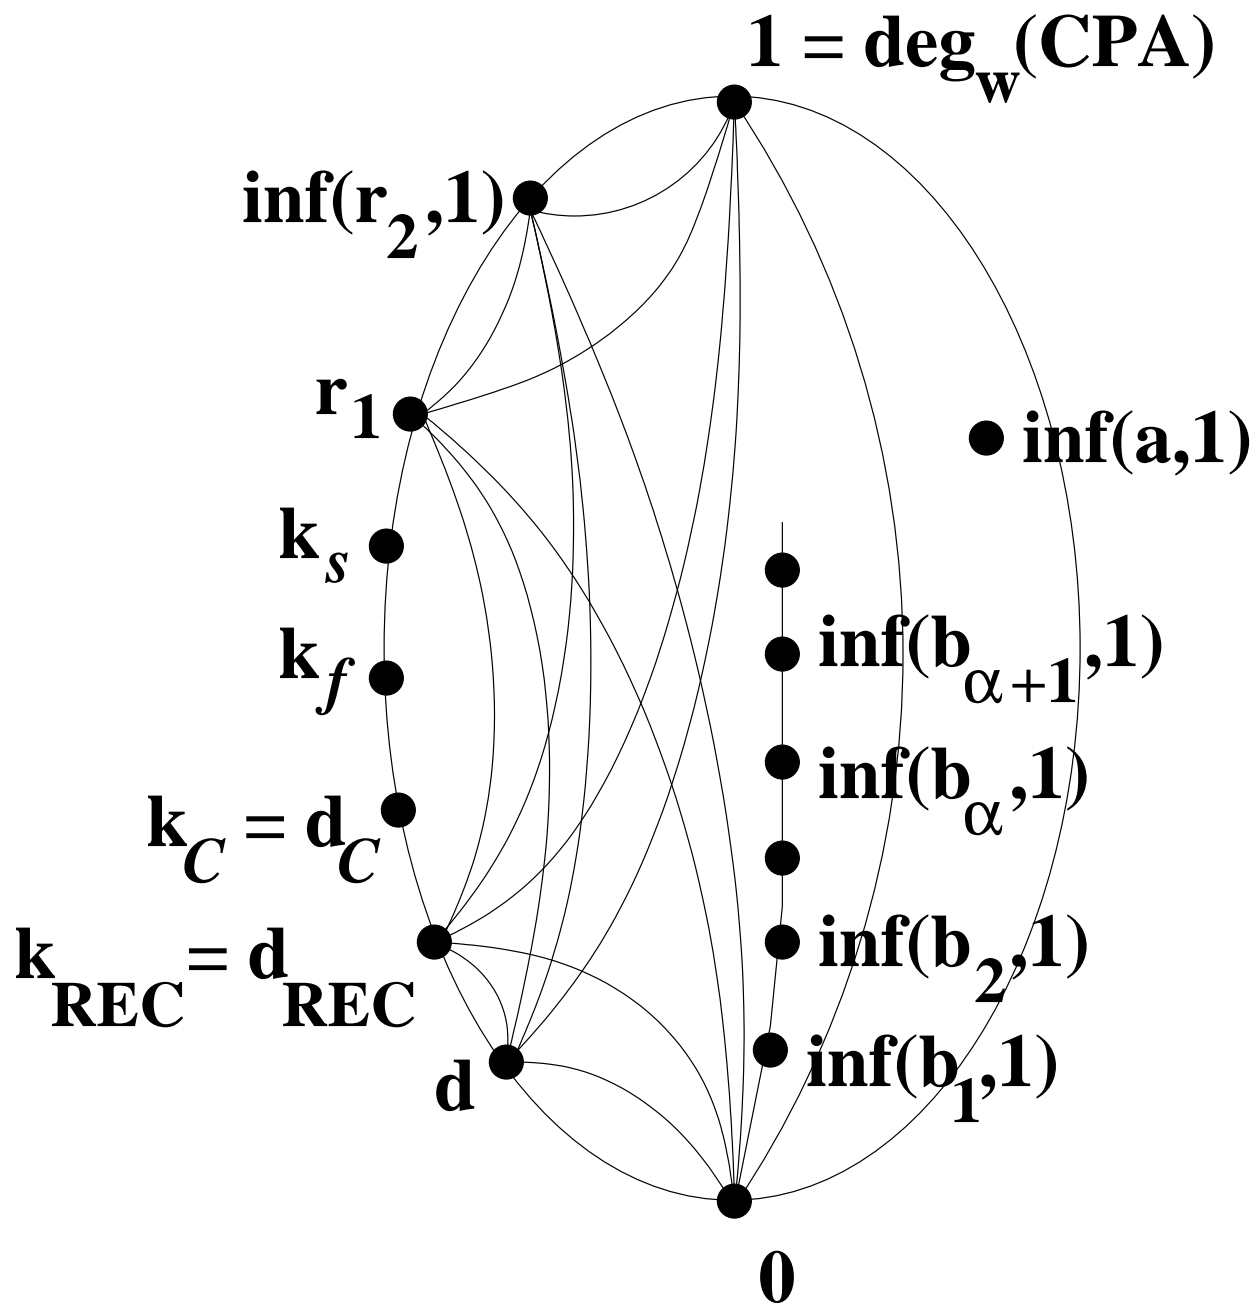 1 = deg_w(CPA)
inf(r_2,1)
r_1
inf(a,1)
k_s
k_f
inf(b_{α+1},1)
inf(b_α,1)
k_C = d_C
inf(b_2,1)
k_REC = d_REC
inf(b_1,1)
d
0